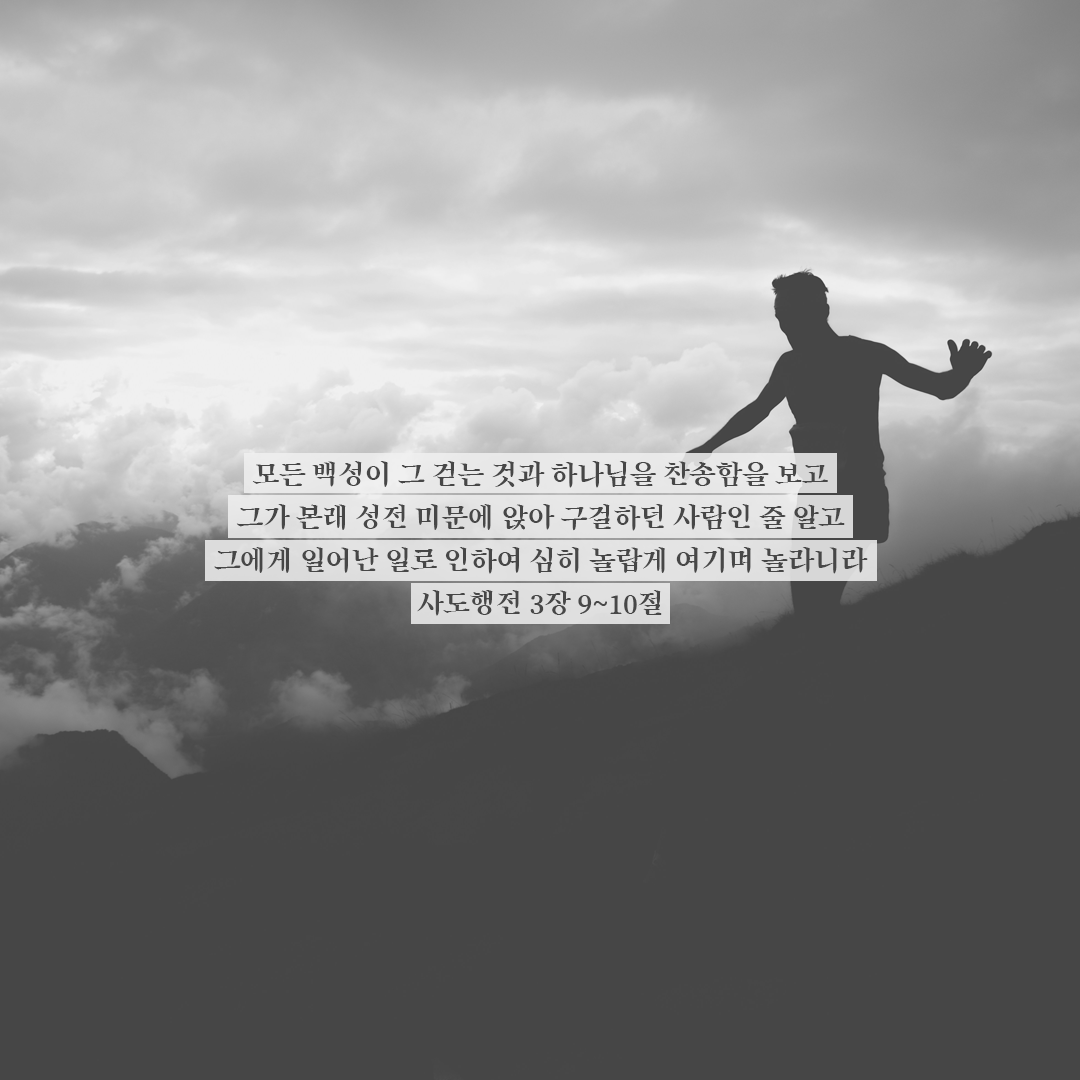 모든 백성이 그 걷는 것과 하나님을 찬송함을 보고
그가 본래 성전 미문에 앉아 구걸하던 사람인 줄 알고
그에게 일어난 일로 인하여 심히 놀랍게 여기며 놀라니라
사도행전 3장 9~10절